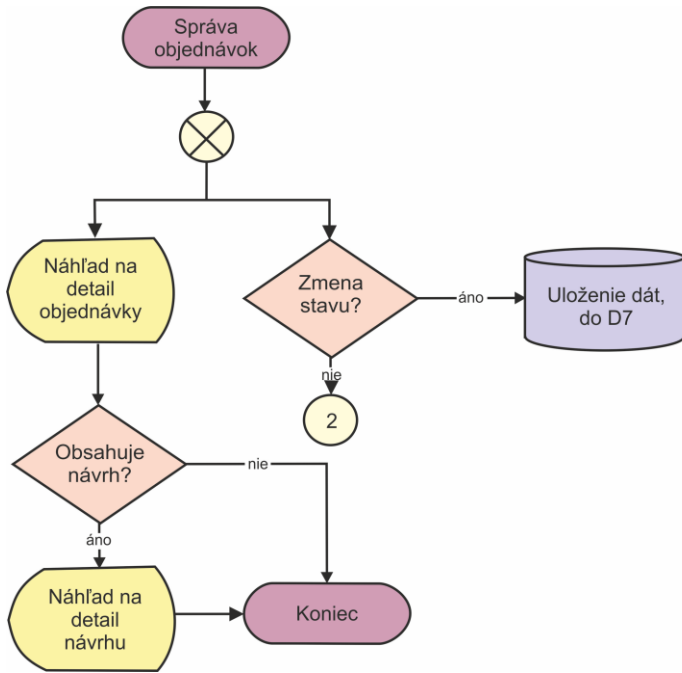 Správa
objednávok
Náhľad na
detail
objednávky
Zmena
stavu?
áno
Uloženie dát,
do D7
nie
2
Obsahuje
návrh?
nie
áno
Náhľad na
detail
návrhu
Koniec